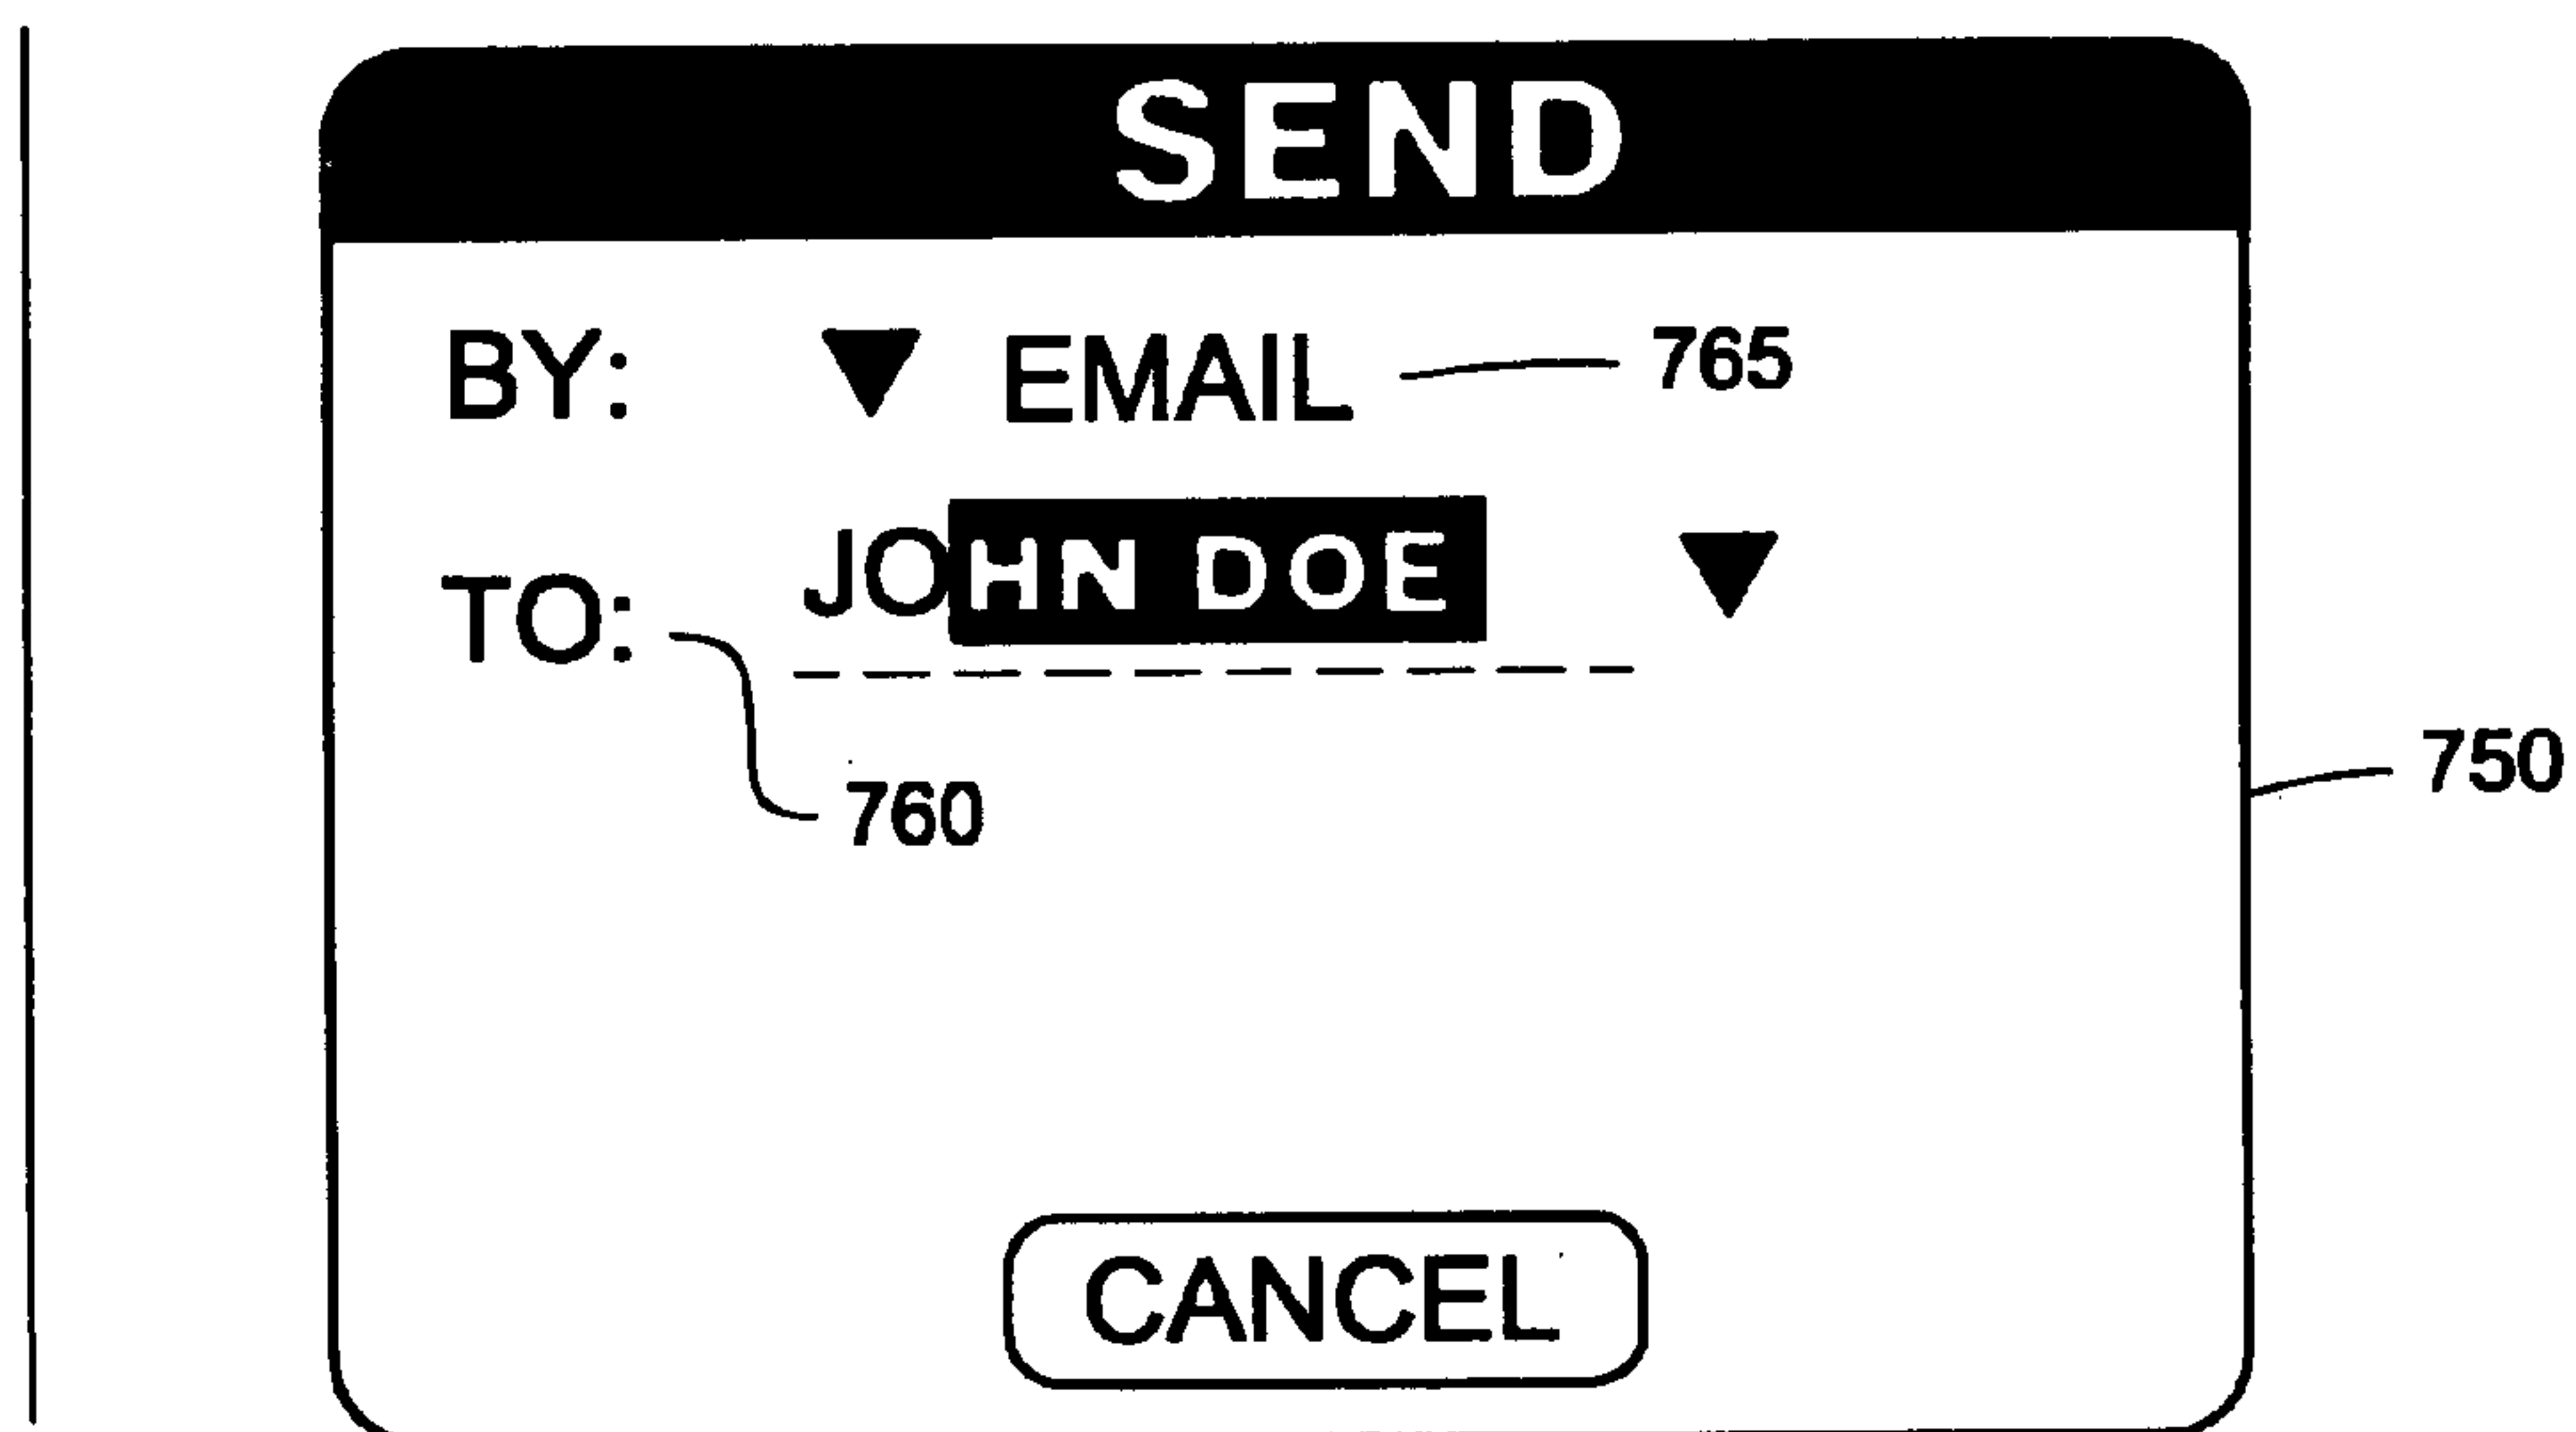 SEND
BY: ▼ EMAIL 765
TO: JOHN DOE ▼
760
750
CANCEL